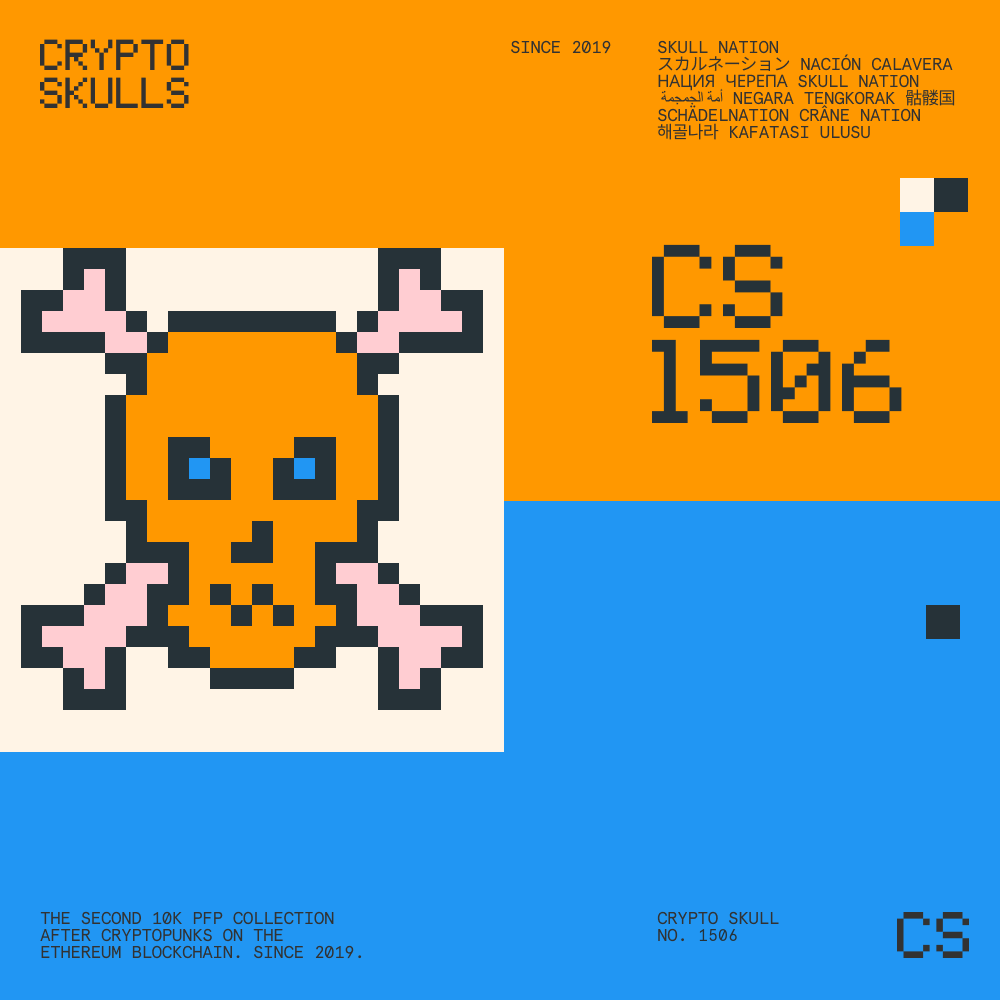 CRYPTO
SKULLS
SINCE 2019
SKULL NATION
スカルネーション NACIÓN CALAVERA
НАЦИЯ ЧЕРЕПА SKULL NATION
أمة الجمجمة NEGARA TENGKORAK 骷髅国
SCHÄDELNATION CRÂNE NATION
해골나라 KAFATASI ULUSU
CS
1506
THE SECOND 10K PFP COLLECTION
AFTER CRYPTOPUNKS ON THE
ETHEREUM BLOCKCHAIN. SINCE 2019.
CRYPTO SKULL
NO. 1506
CS